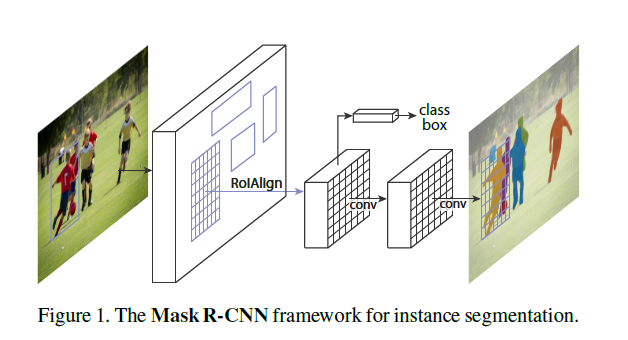 class
box
RoIAlign
conv
conv
Figure 1. The Mask R-CNN framework for instance segmentation.